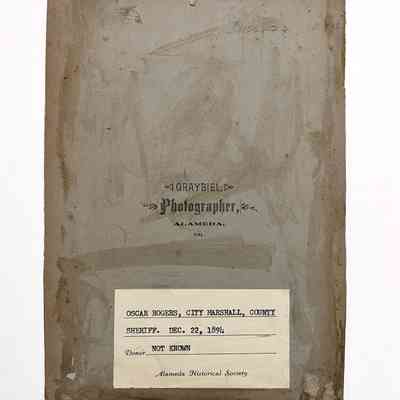 GRAYBIEL,
Photographer,
ALAMEDA,
CAL.
OSCAR ROGERS, CITY MARSHALL, COUNTY
SHERIFF. DEC. 22, 1894
Donor NOT KNOWN
Alameda Historical Society